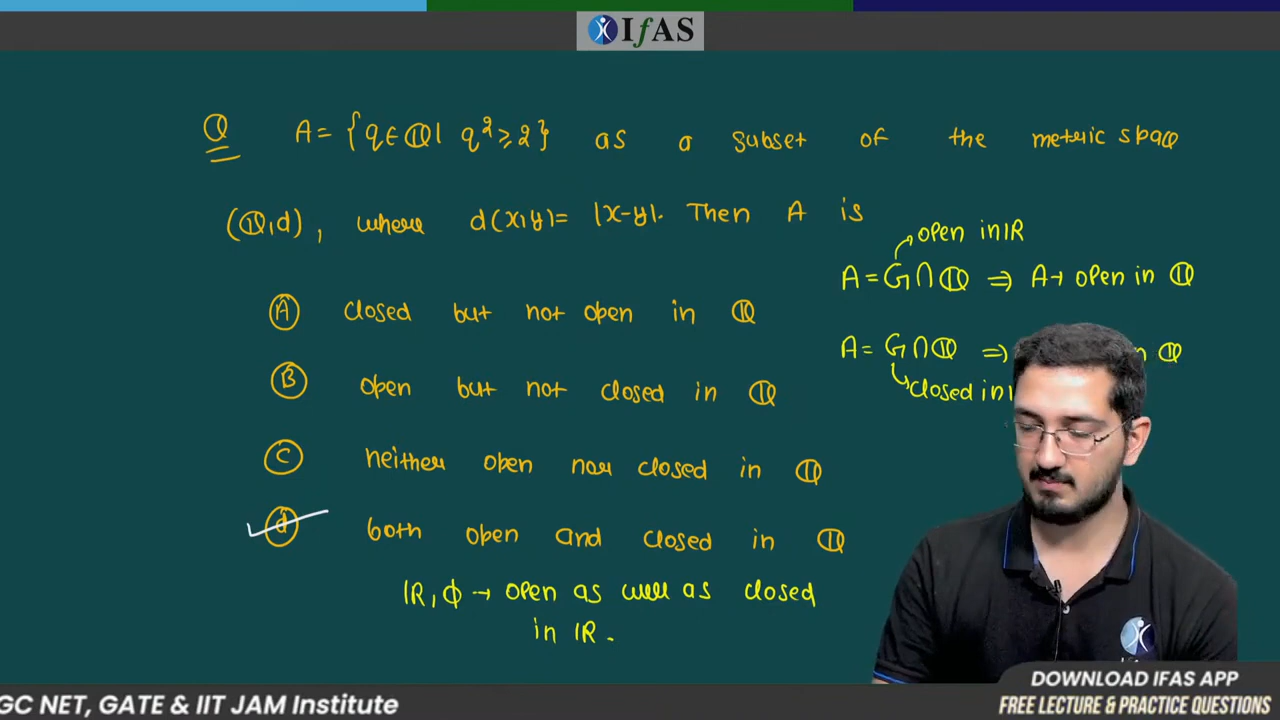 IfAS
Q A = {q ∈ ℚ | q² ≥ 2} as a subset of the metric space
(ℚ, d), where d(x,y) = |x-y|. Then A is
open in ℝ
A = G ∩ ℚ ⇒ A → open in ℚ
(A) closed but not open in ℚ
A = G ∩ ℚ ⇒ ℚ
closed in
(B) open but not closed in ℚ
(C) neither open nor closed in ℚ
(d) both open and closed in ℚ
ℝ, ϕ → open as well as closed
in ℝ.
DOWNLOAD IFAS APP
GC NET, GATE & IIT JAM Institute
FREE LECTURE & PRACTICE QUESTIONS